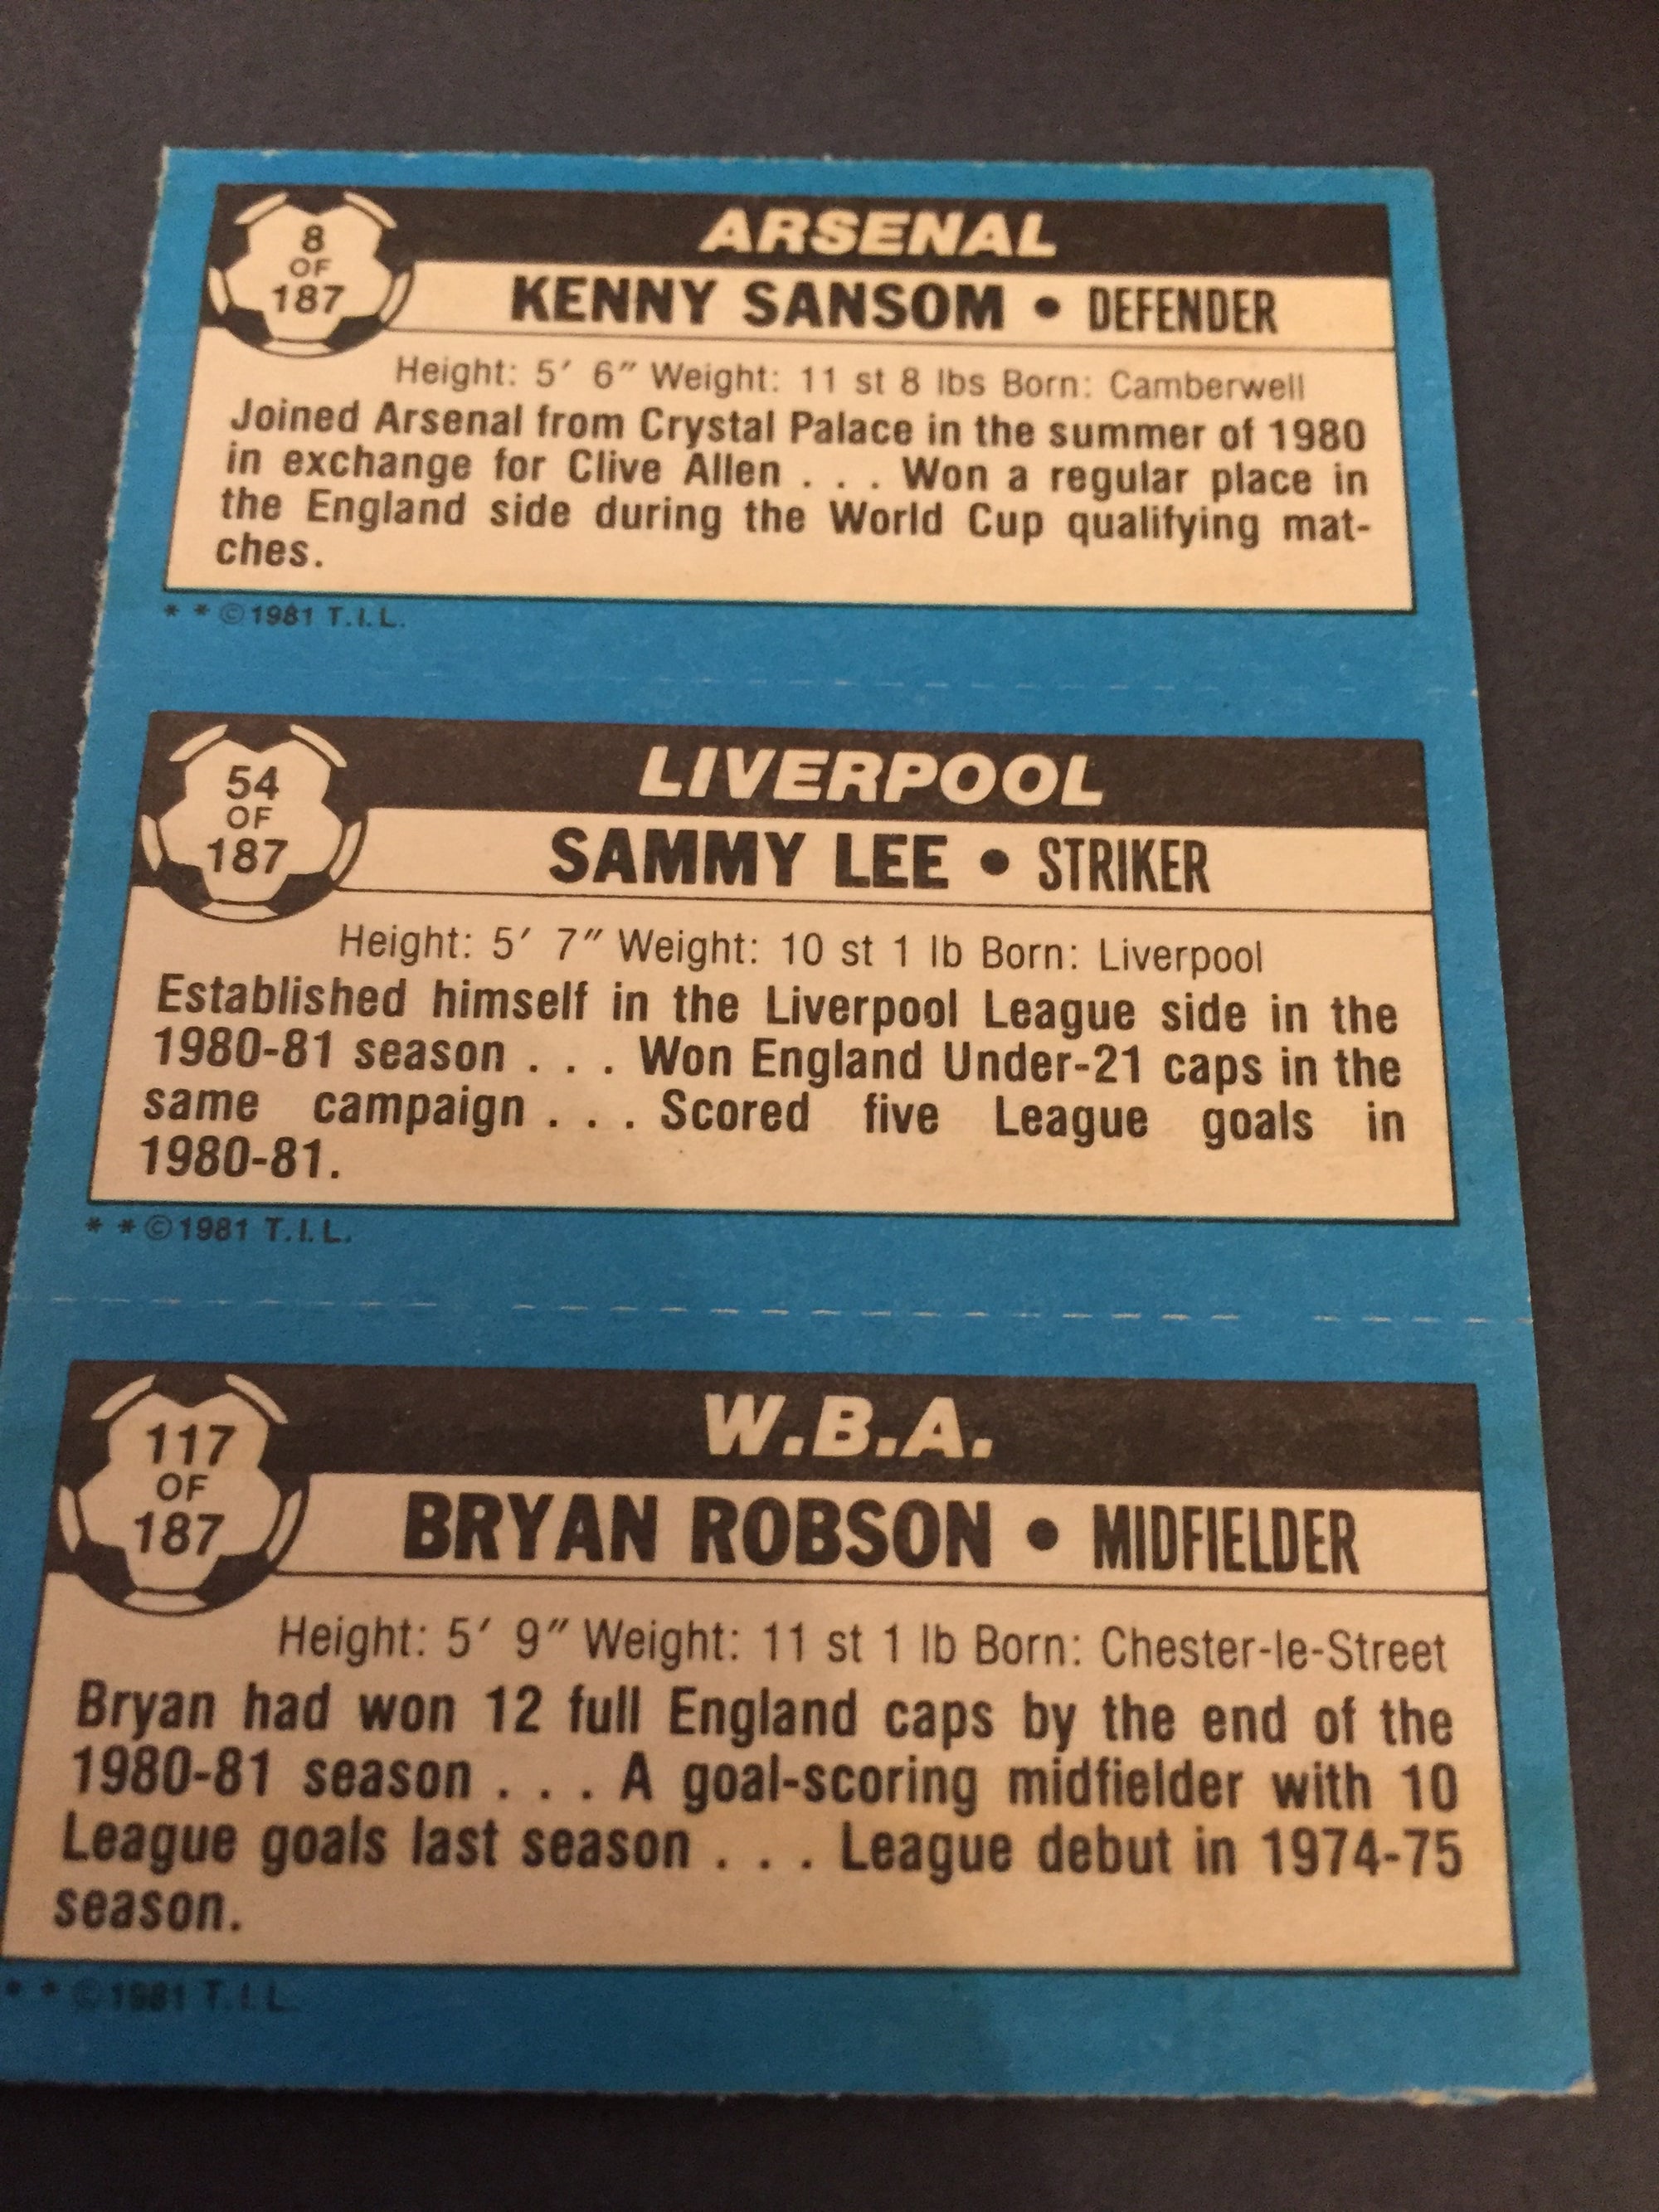 8
OF
187
ARSENAL
KENNY SANSOM • DEFENDER
Height: 5′ 6″ Weight: 11 st 8 lbs Born: Camberwell
Joined Arsenal from Crystal Palace in the summer of 1980
in exchange for Clive Allen . . . Won a regular place in
the England side during the World Cup qualifying mat-
ches.
* * ©1981 T.I.L.
54
OF
187
LIVERPOOL
SAMMY LEE • STRIKER
Height: 5′ 7″ Weight: 10 st 1 lb Born: Liverpool
Established himself in the Liverpool League side in the
1980-81 season . . . Won England Under-21 caps in the
same campaign . . . Scored five League goals in
1980-81.
* * ©1981 T.I.L.
117
OF
187
W.B.A.
BRYAN ROBSON • MIDFIELDER
Height: 5′ 9″ Weight: 11 st 1 lb Born: Chester-le-Street
Bryan had won 12 full England caps by the end of the
1980-81 season . . . A goal-scoring midfielder with 10
League goals last season . . . League debut in 1974-75
season.
* * ©1981 T.I.L.